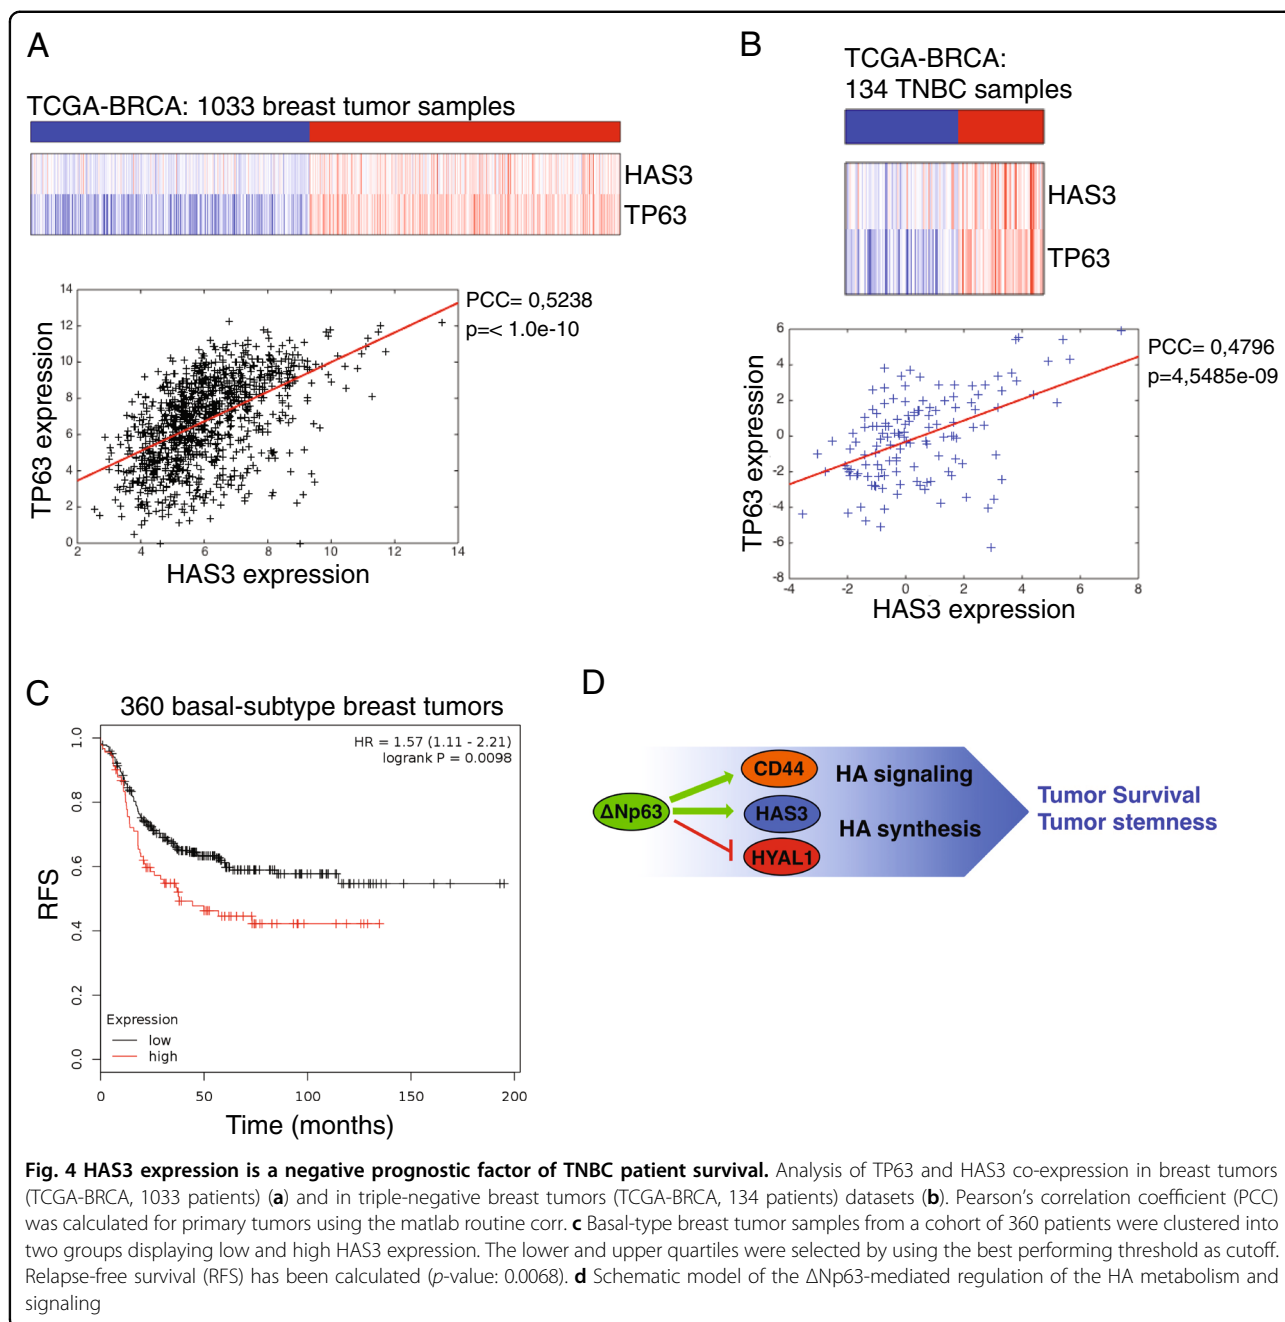 A
TCGA-BRCA: 1033 breast tumor samples
HAS3
TP63
14
12
10
8
6
4
2
0
2
4
6
8
10
12
14
TP63 expression
HAS3 expression
PCC= 0,5238
p=< 1.0e-10
B
TCGA-BRCA:
134 TNBC samples
HAS3
TP63
6
4
2
0
-2
-4
-6
-8
-4
-2
0
2
4
6
8
TP63 expression
HAS3 expression
PCC= 0,4796
p=4,5485e-09
C
360 basal-subtype breast tumors
HR = 1.57 (1.11 - 2.21)
logrank P = 0.0098
1.0
0.8
0.6
0.4
0.2
0.0
RFS
Expression
low
high
0
50
100
150
200
Time (months)
D
ΔNp63
CD44
HAS3
HYAL1
HA signaling
HA synthesis
Tumor Survival
Tumor stemness
Fig. 4 HAS3 expression is a negative prognostic factor of TNBC patient survival. Analysis of TP63 and HAS3 co-expression in breast tumors
(TCGA-BRCA, 1033 patients) (a) and in triple-negative breast tumors (TCGA-BRCA, 134 patients) datasets (b). Pearson's correlation coefficient (PCC)
was calculated for primary tumors using the matlab routine corr. c Basal-type breast tumor samples from a cohort of 360 patients were clustered into
two groups displaying low and high HAS3 expression. The lower and upper quartiles were selected by using the best performing threshold as cutoff.
Relapse-free survival (RFS) has been calculated (p-value: 0.0068). d Schematic model of the ΔNp63-mediated regulation of the HA metabolism and
signaling